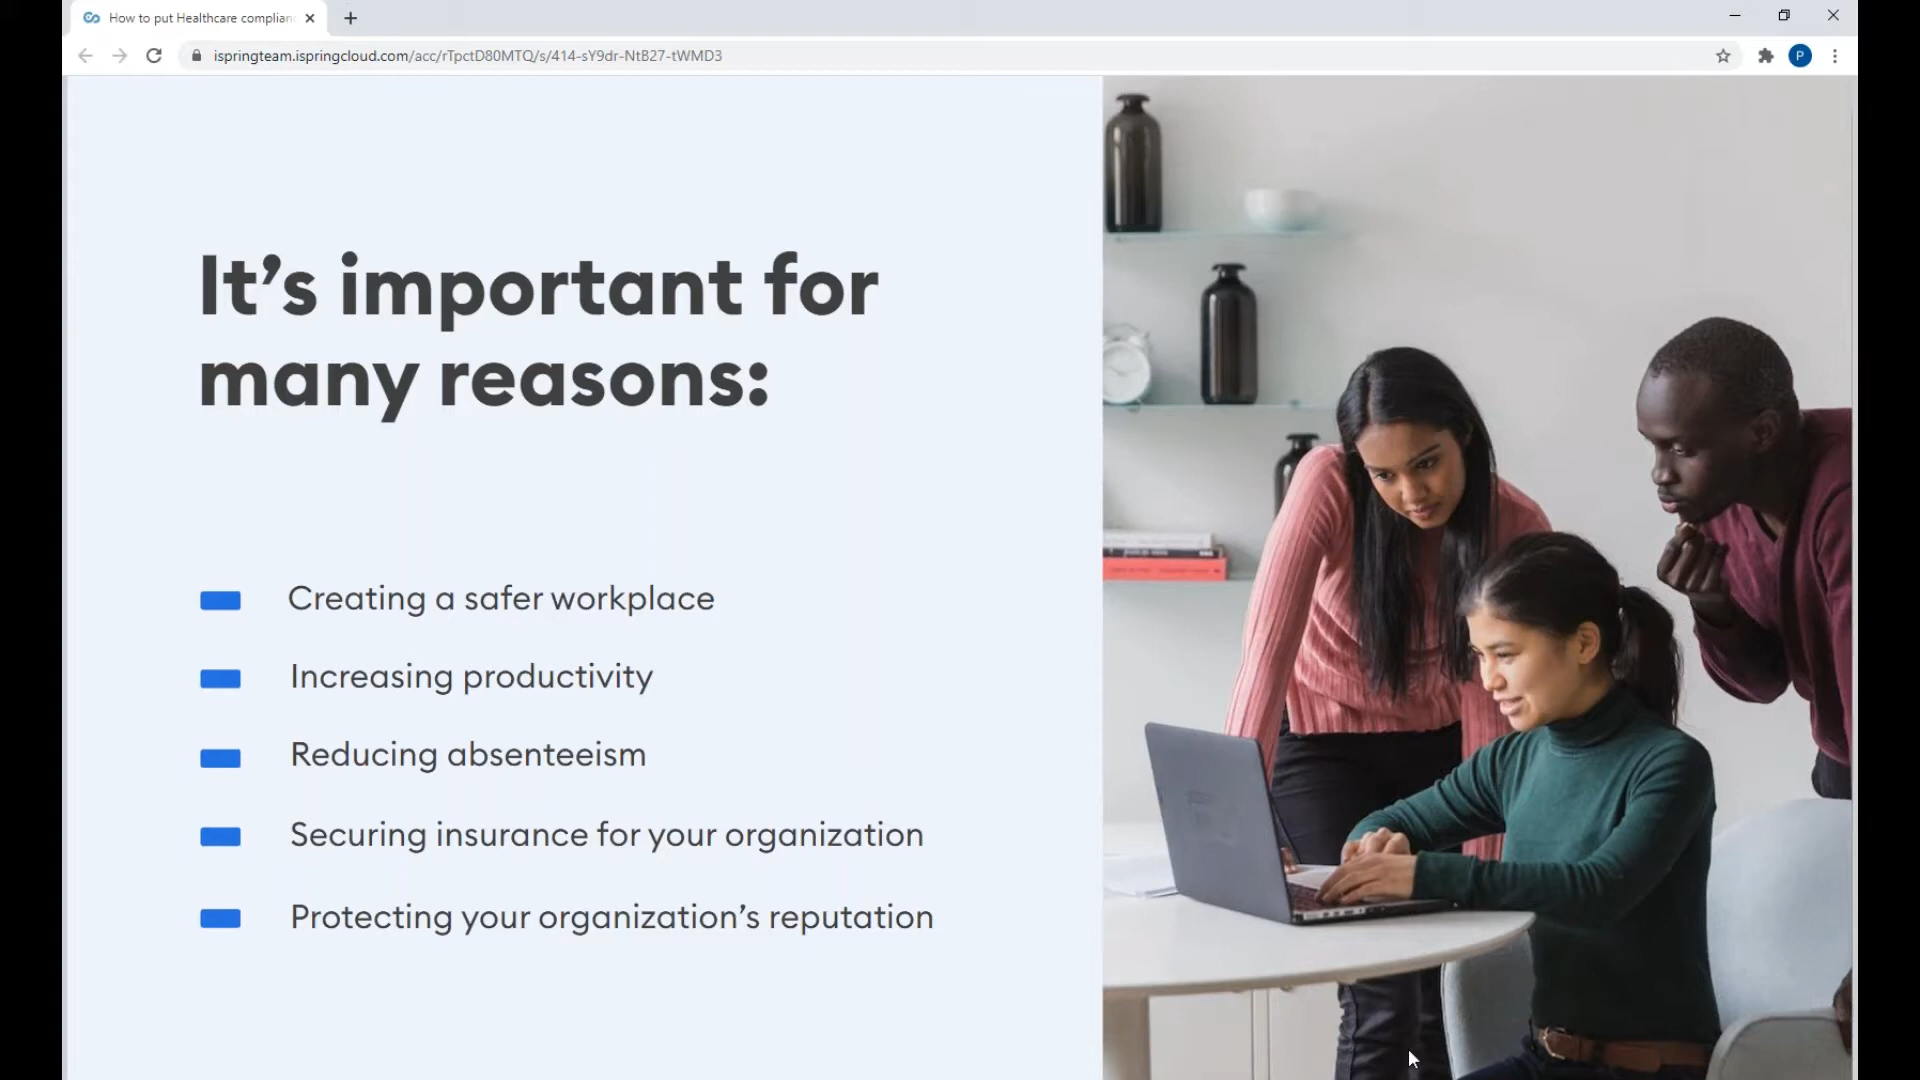 How to put Healthcare complian
ispringteam.ispringcloud.com/acc/rTpctD80MTQ/s/414-sY9dr-NtB27-tWMD3
P
It’s important for
many reasons:
Creating a safer workplace
Increasing productivity
Reducing absenteeism
Securing insurance for your organization
Protecting your organization’s reputation